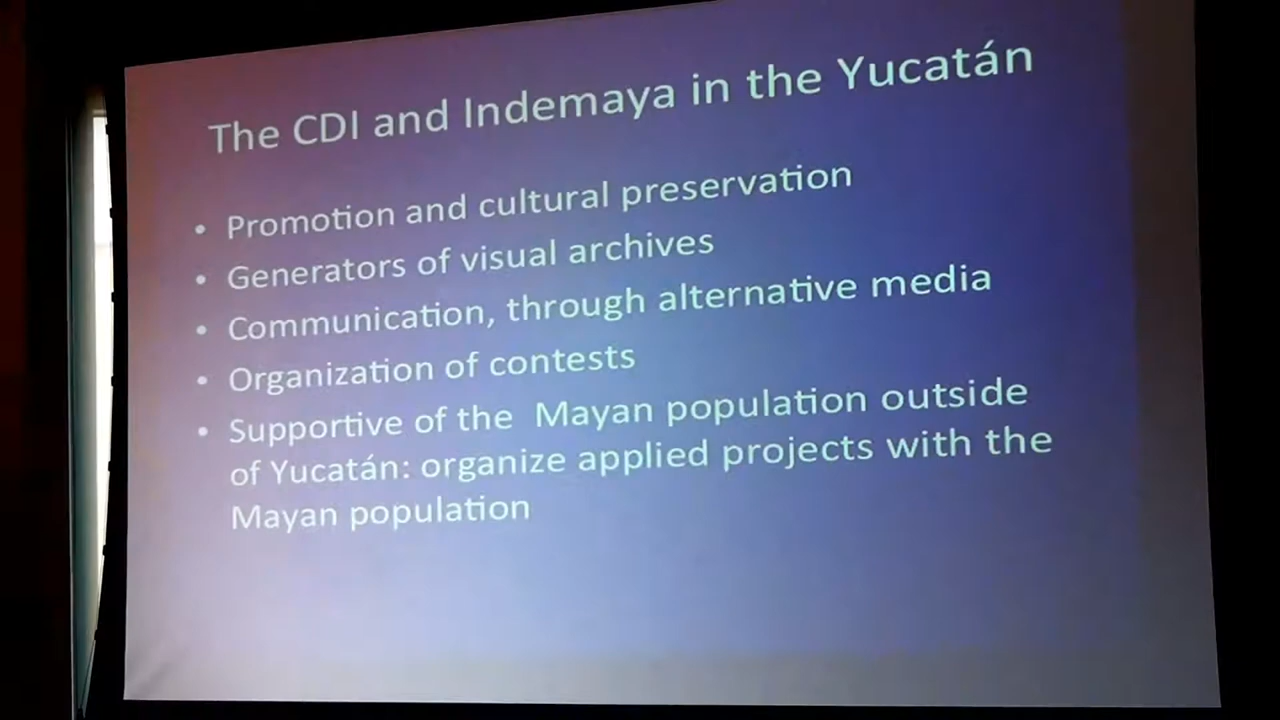 The CDI and Indemaya in the Yucatán
• Promotion and cultural preservation
• Generators of visual archives
• Communication, through alternative media
• Organization of contests
• Supportive of the  Mayan population outside
of Yucatán: organize applied projects with the
Mayan population